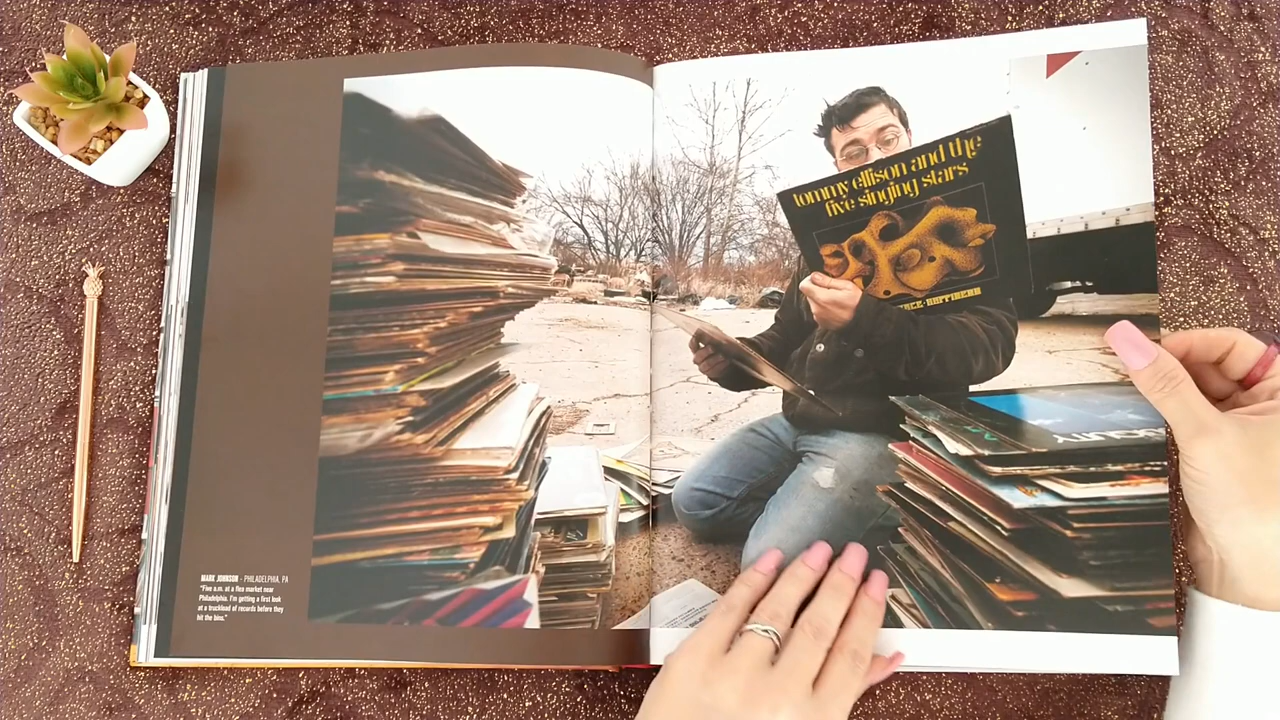 MARK JOHNSON - PHILADELPHIA, PA
"Five a.m. at a flea market near
Philadelphia. I'm getting a first look
at a truckload of records before they
hit the bins."
tommy ellison and the
five singing stars